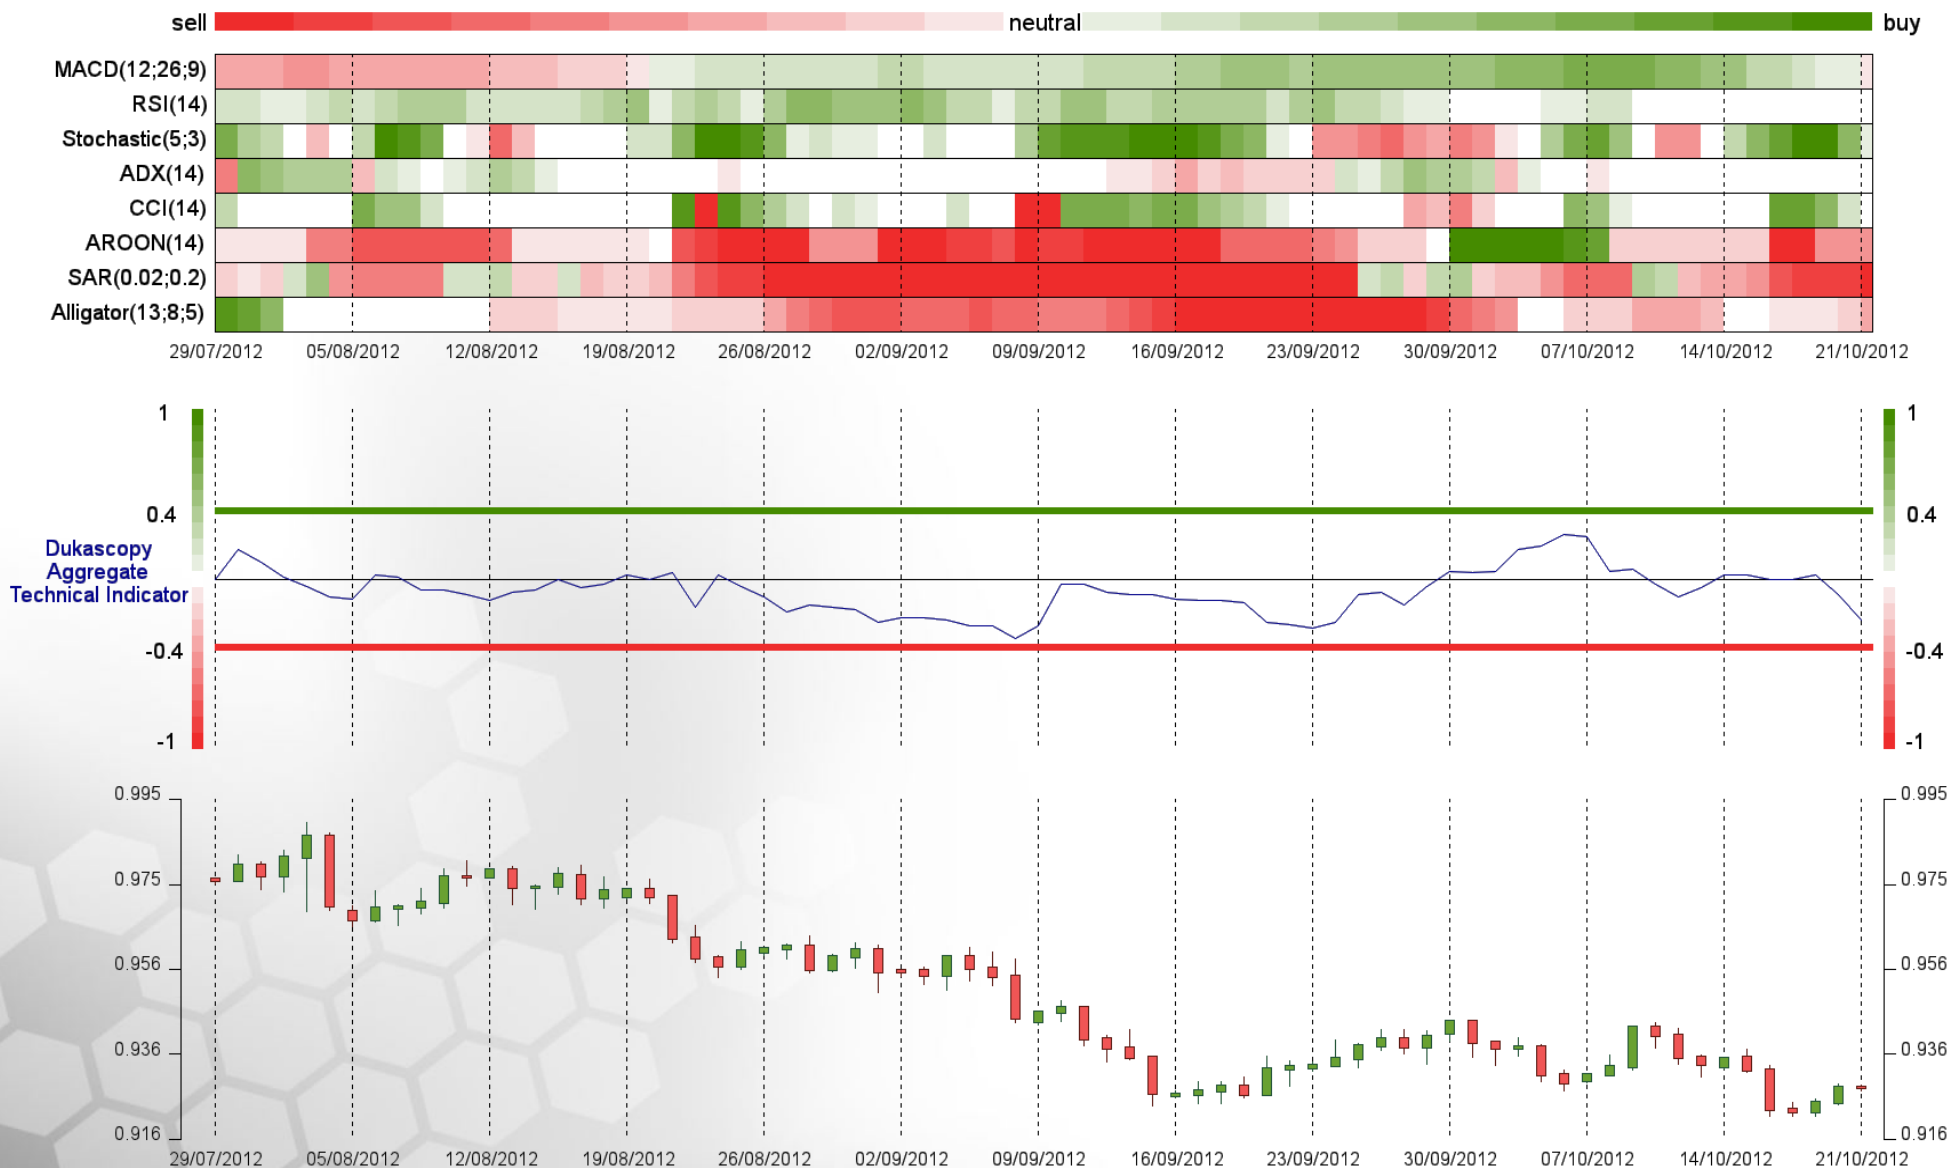 sell neutral buy
MACD(12;26;9)
RSI(14)
Stochastic(5;3)
ADX(14)
CCI(14)
AROON(14)
SAR(0.02;0.2)
Alligator(13;8;5)
29/07/2012 05/08/2012 12/08/2012 19/08/2012 26/08/2012 02/09/2012 09/09/2012 16/09/2012 23/09/2012 30/09/2012 07/10/2012 14/10/2012 21/10/2012
1 1
0.4 0.4
Dukascopy
Aggregate
Technical Indicator
-0.4 -0.4
-1 -1
0.995 0.995
0.975 0.975
0.956 0.956
0.936 0.936
0.916 0.916
29/07/2012 05/08/2012 12/08/2012 19/08/2012 26/08/2012 02/09/2012 09/09/2012 16/09/2012 23/09/2012 30/09/2012 07/10/2012 14/10/2012 21/10/2012